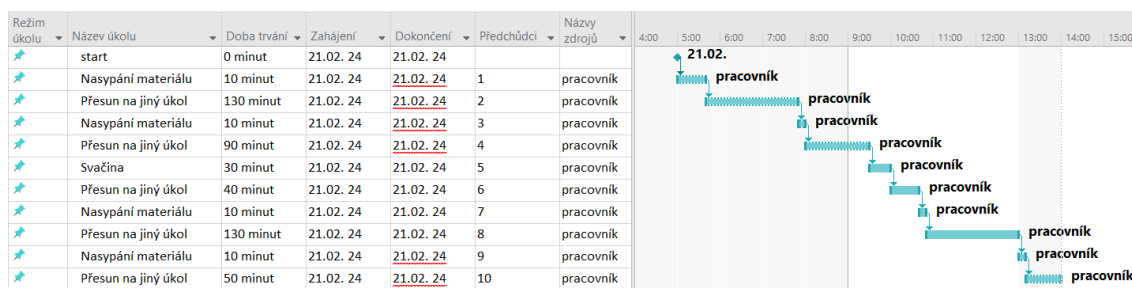 Režim úkolu Název úkolu Doba trvání Zahájení Dokončení Předchůdci Názvy zdrojů 4:00 5:00 6:00 7:00 8:00 9:00 10:00 11:00 12:00 13:00 14:00 15:00
start 0 minut 21.02. 24 21.02. 24 21.02.
Nasypání materiálu 10 minut 21.02. 24 21.02. 24 1 pracovník pracovník
Přesun na jiný úkol 130 minut 21.02. 24 21.02. 24 2 pracovník pracovník
Nasypání materiálu 10 minut 21.02. 24 21.02. 24 3 pracovník pracovník
Přesun na jiný úkol 90 minut 21.02. 24 21.02. 24 4 pracovník pracovník
Svačina 30 minut 21.02. 24 21.02. 24 5 pracovník pracovník
Přesun na jiný úkol 40 minut 21.02. 24 21.02. 24 6 pracovník pracovník
Nasypání materiálu 10 minut 21.02. 24 21.02. 24 7 pracovník pracovník
Přesun na jiný úkol 130 minut 21.02. 24 21.02. 24 8 pracovník pracovník
Nasypání materiálu 10 minut 21.02. 24 21.02. 24 9 pracovník pracovník
Přesun na jiný úkol 50 minut 21.02. 24 21.02. 24 10 pracovník pracovník